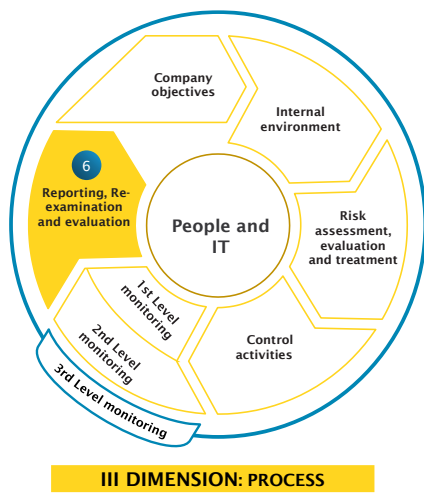 Company
objectives
Internal
environment
Risk
assessment,
evaluation
and treatment
Control
activities
1st Level
monitoring
2nd Level
monitoring
3rd Level monitoring
6
Reporting, Re-
examination
and evaluation
People and
IT
III DIMENSION: PROCESS